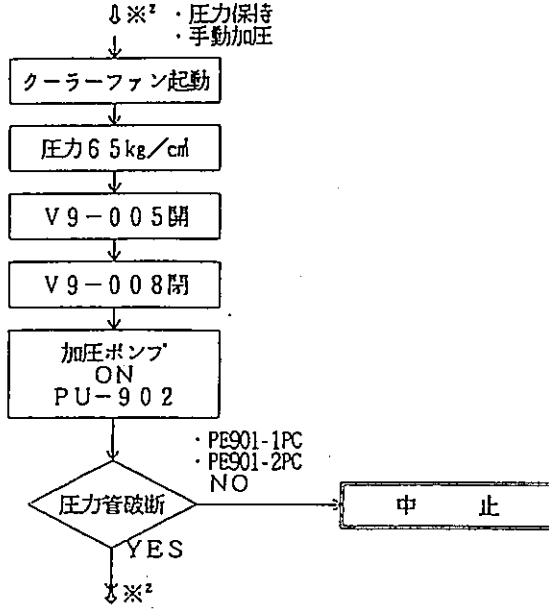 ⇩※² ・圧力保持
・手動加圧
クーラーファン起動
圧力65kg/c㎡
V9-005開
V9-008閉
加圧ポンプ
ON
PU-902
・PE901-1PC
・PE901-2PC
NO
圧力管破断
中 止
YES
⇩※²